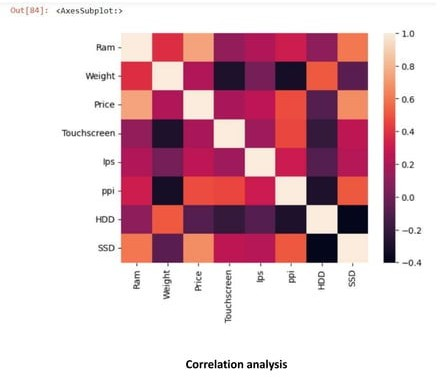 Out[84]: <AxesSubplot:>
Ram
Weight
Price
Touchscreen
Ips
ppi
HDD
SSD
Ram
Weight
Price
Touchscreen
Ips
ppi
HDD
SSD
1.0
0.8
0.6
0.4
0.2
0.0
−0.2
−0.4
Correlation analysis